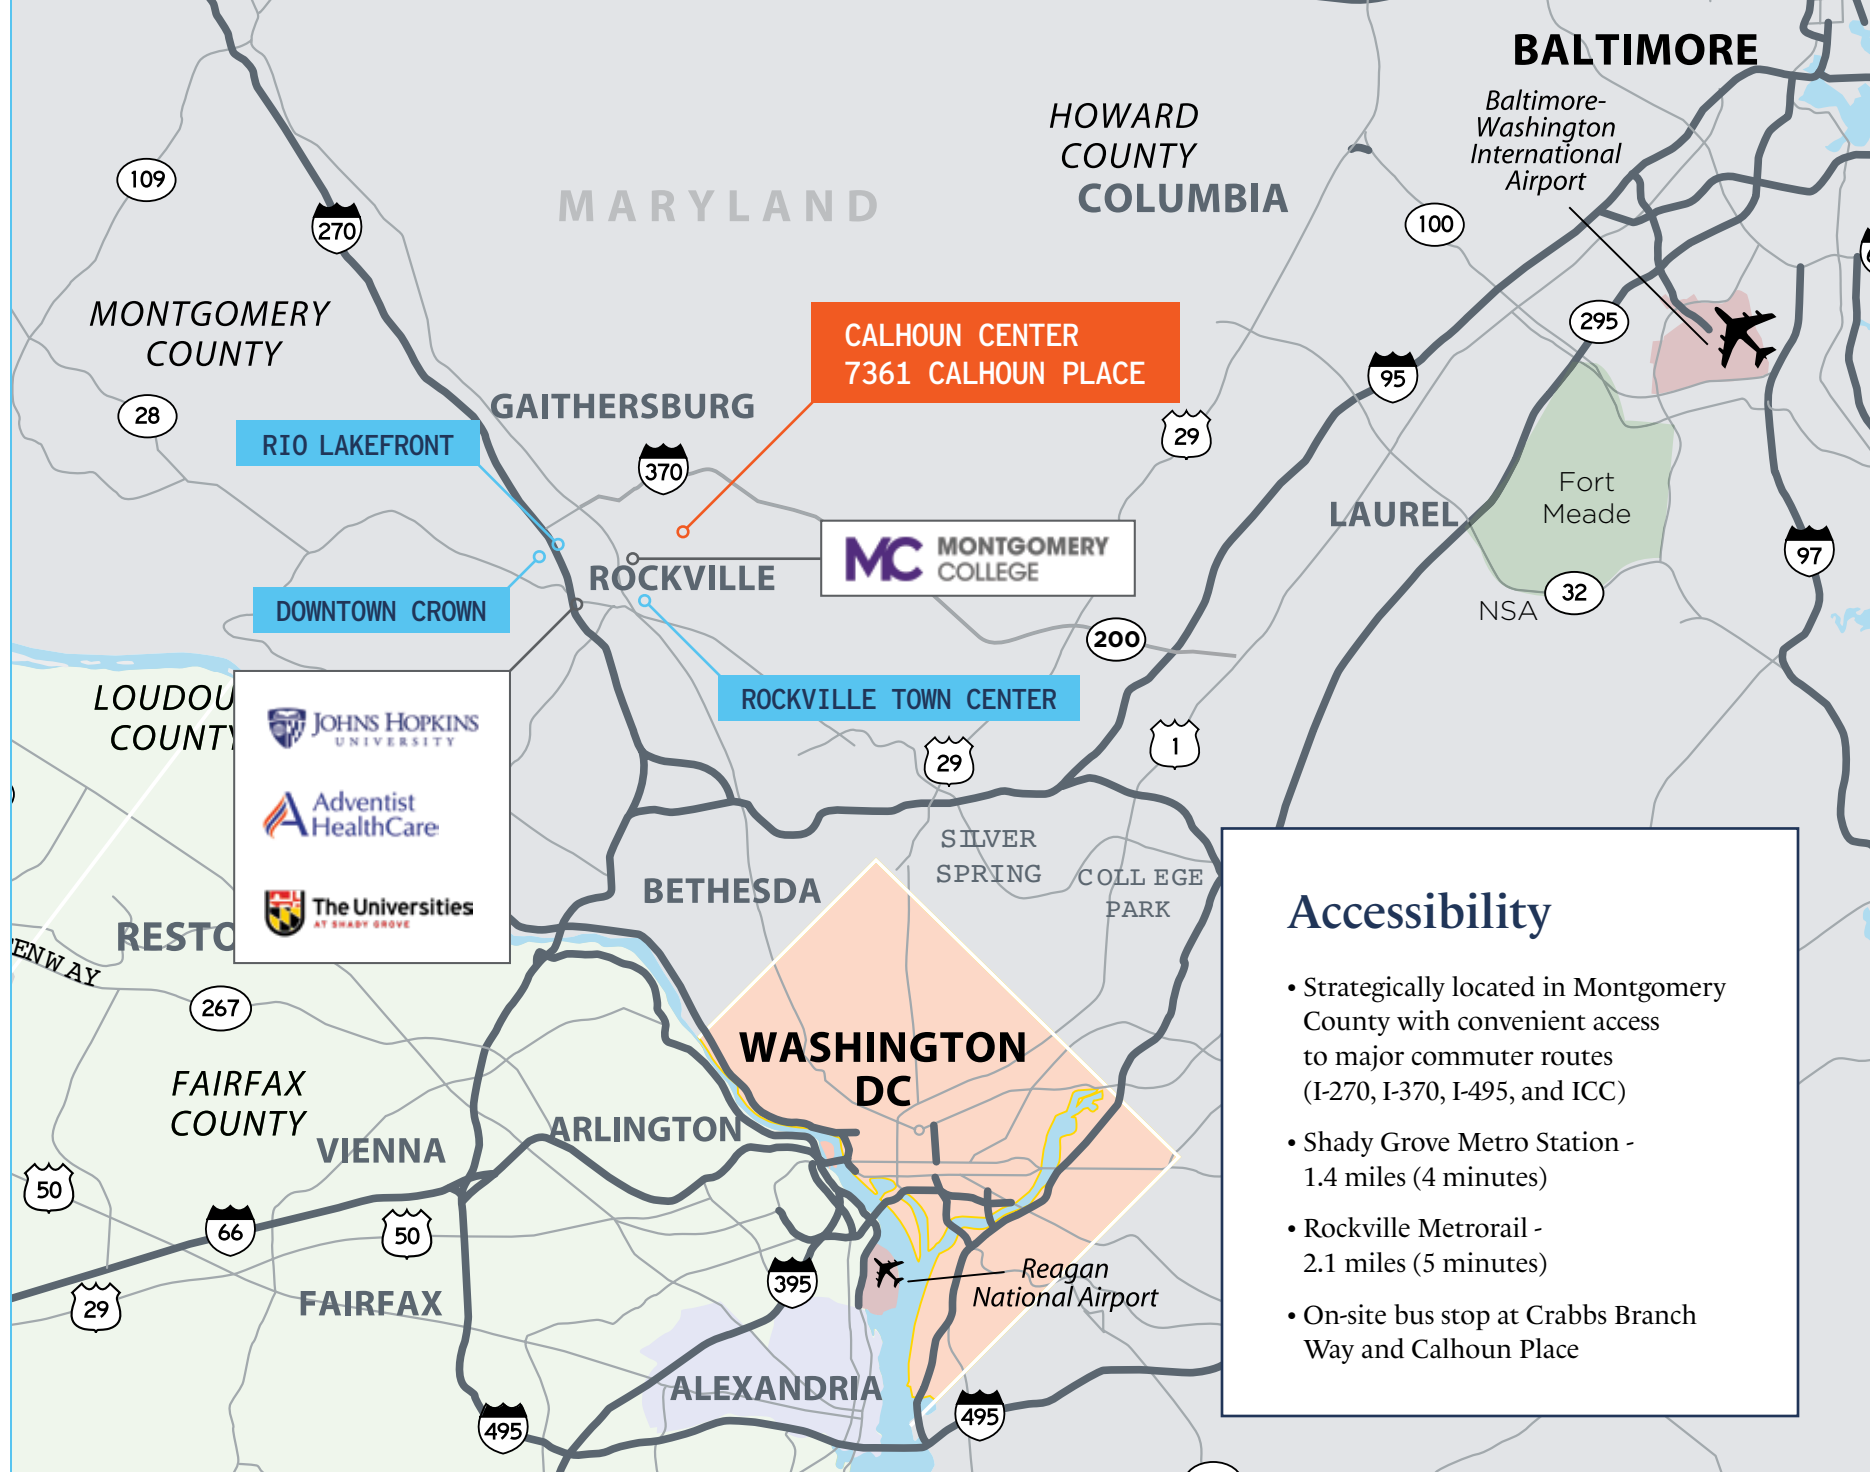 BALTIMORE
Baltimore-
Washington
International
Airport
HOWARD
COUNTY
COLUMBIA
MARYLAND
109
270
100
MONTGOMERY
COUNTY
295
CALHOUN CENTER
7361 CALHOUN PLACE
95
GAITHERSBURG
28
29
RIO LAKEFRONT
370
Fort
Meade
LAUREL
MC MONTGOMERY
COLLEGE
97
ROCKVILLE
32
NSA
DOWNTOWN CROWN
200
ROCKVILLE TOWN CENTER
LOUDOU
COUNTY
JOHNS HOPKINS
UNIVERSITY
1
29
Adventist
HealthCare
SILVER
SPRING
COLLEGE
PARK
BETHESDA
The Universities
AT SHADY GROVE
RESTO
ENWAY
267
WASHINGTON
DC
FAIRFAX
COUNTY
ARLINGTON
VIENNA
50
66
50
395
Reagan
National Airport
29
FAIRFAX
ALEXANDRIA
495
495
Accessibility
• Strategically located in Montgomery
County with convenient access
to major commuter routes
(I-270, I-370, I-495, and ICC)
• Shady Grove Metro Station -
1.4 miles (4 minutes)
• Rockville Metrorail -
2.1 miles (5 minutes)
• On-site bus stop at Crabbs Branch
Way and Calhoun Place